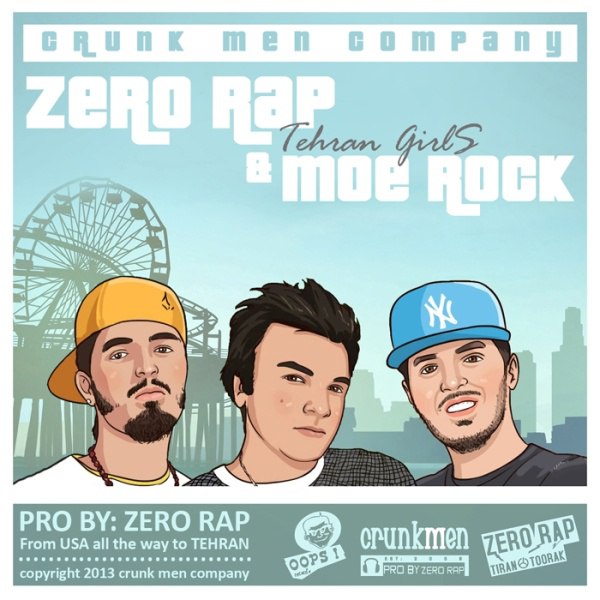 CRUNK MEN COMPANY
ZERO RAP
Tehran GirlS
& MOE ROCK
NY
PRO BY: ZERO RAP
From USA all the way to TEHRAN
copyright 2013 crunk men company
OOPS !
crunkmen
PRO BY ZERO RAP
ZERO RAP
TIRAN TODRAK